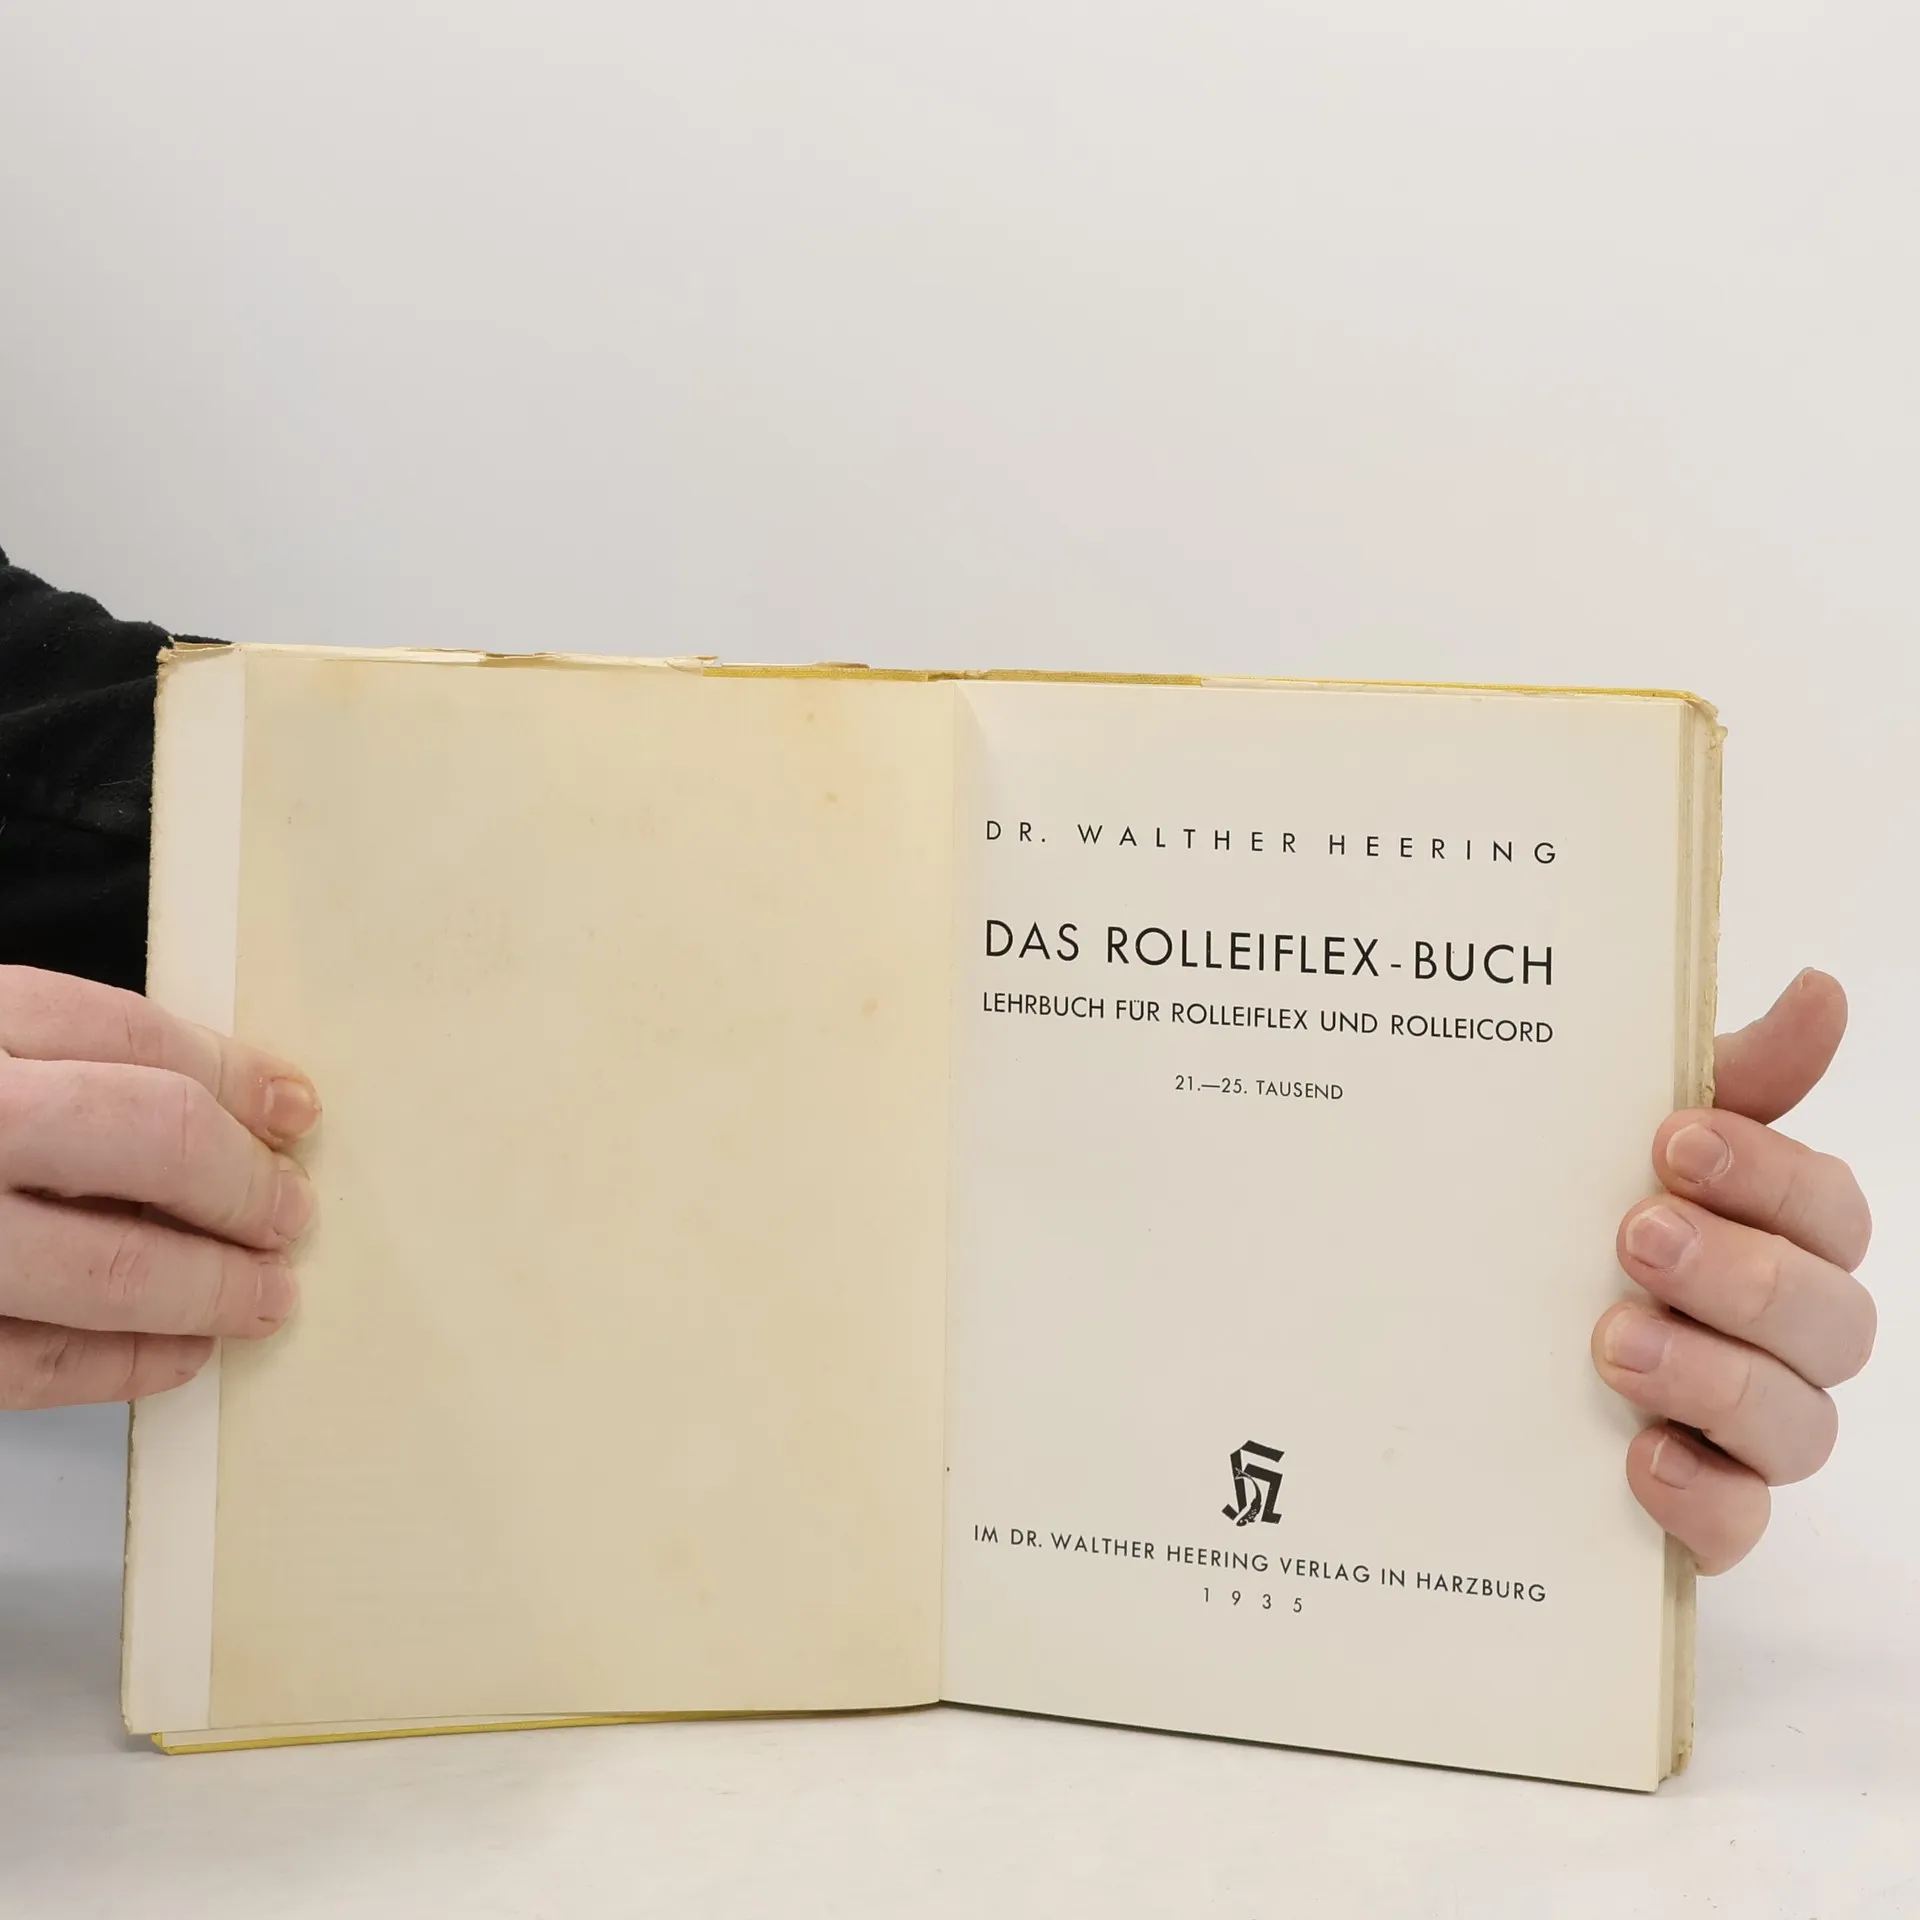 DR. WALTHER HEERING
DAS ROLLEIFLEX-BUCH
LEHRBUCH FÜR ROLLEIFLEX UND ROLLEICORD
21.—25. TAUSEND
IM DR. WALTHER HEERING VERLAG IN HARZBURG
1935